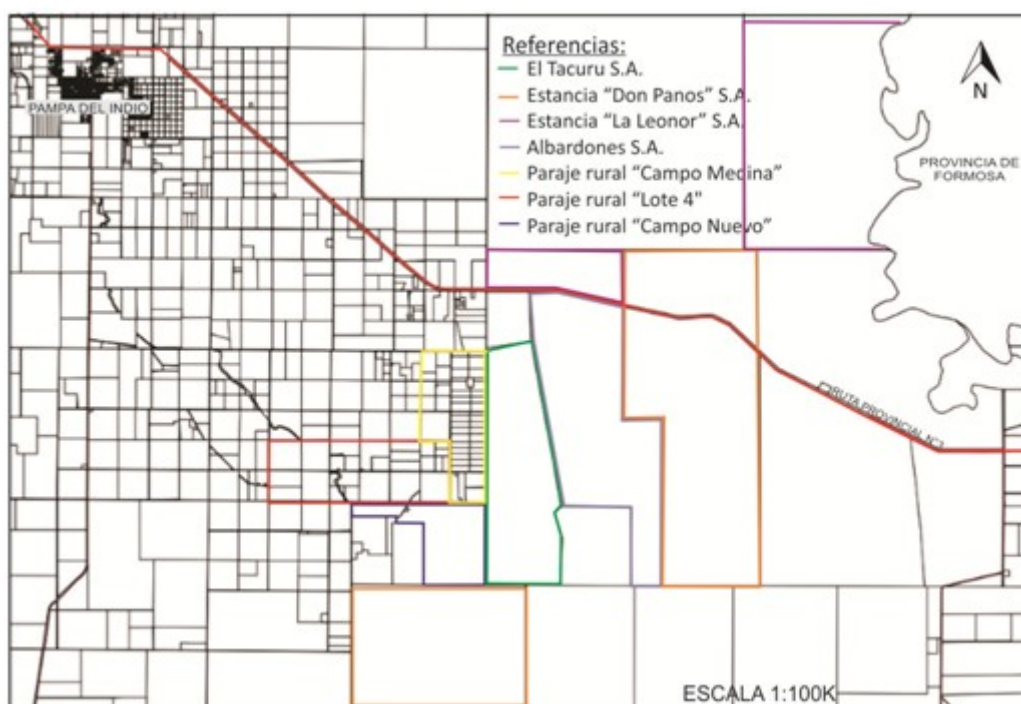 Referencias:
El Tacuru S.A.
Estancia "Don Panos" S.A.
Estancia "La Leonor" S.A.
Albardones S.A.
Paraje rural "Campo Medina"
Paraje rural "Lote 4"
Paraje rural "Campo Nuevo"
N
PAMPA DEL INDIO
PROVINCIA DE
FORMOSA
RUTA PROVINCIAL N°3
ESCALA 1:100K